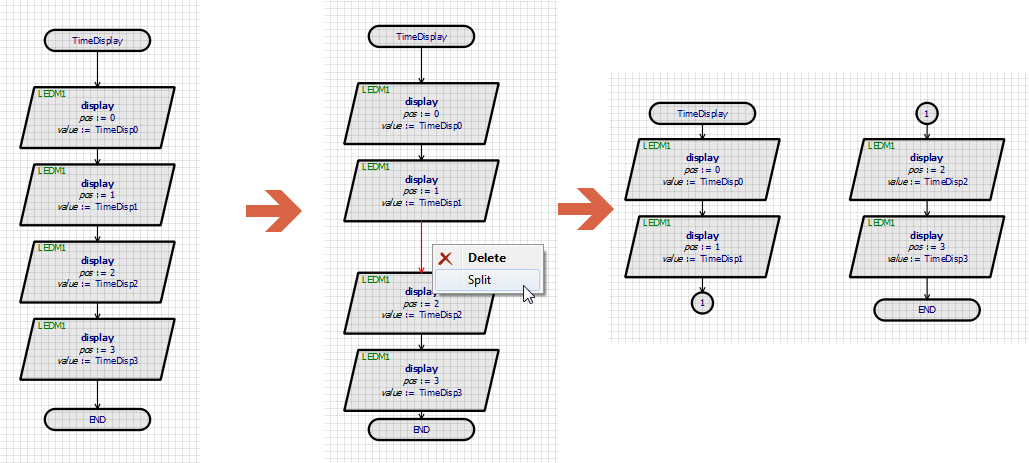 TimeDisplay
LEDM1
display
pos := 0
value := TimeDisp0
LEDM1
display
pos := 1
value := TimeDisp1
LEDM1
display
pos := 2
value := TimeDisp2
LEDM1
display
pos := 3
value := TimeDisp3
END
TimeDisplay
LEDM1
display
pos := 0
value := TimeDisp0
LEDM1
display
pos := 1
value := TimeDisp1
Delete
Split
LEDM1
display
pos := 2
value := TimeDisp2
LEDM1
display
pos := 3
value := TimeDisp3
END
TimeDisplay
LEDM1
display
pos := 0
value := TimeDisp0
LEDM1
display
pos := 1
value := TimeDisp1
1
1
LEDM1
display
pos := 2
value := TimeDisp2
LEDM1
display
pos := 3
value := TimeDisp3
END